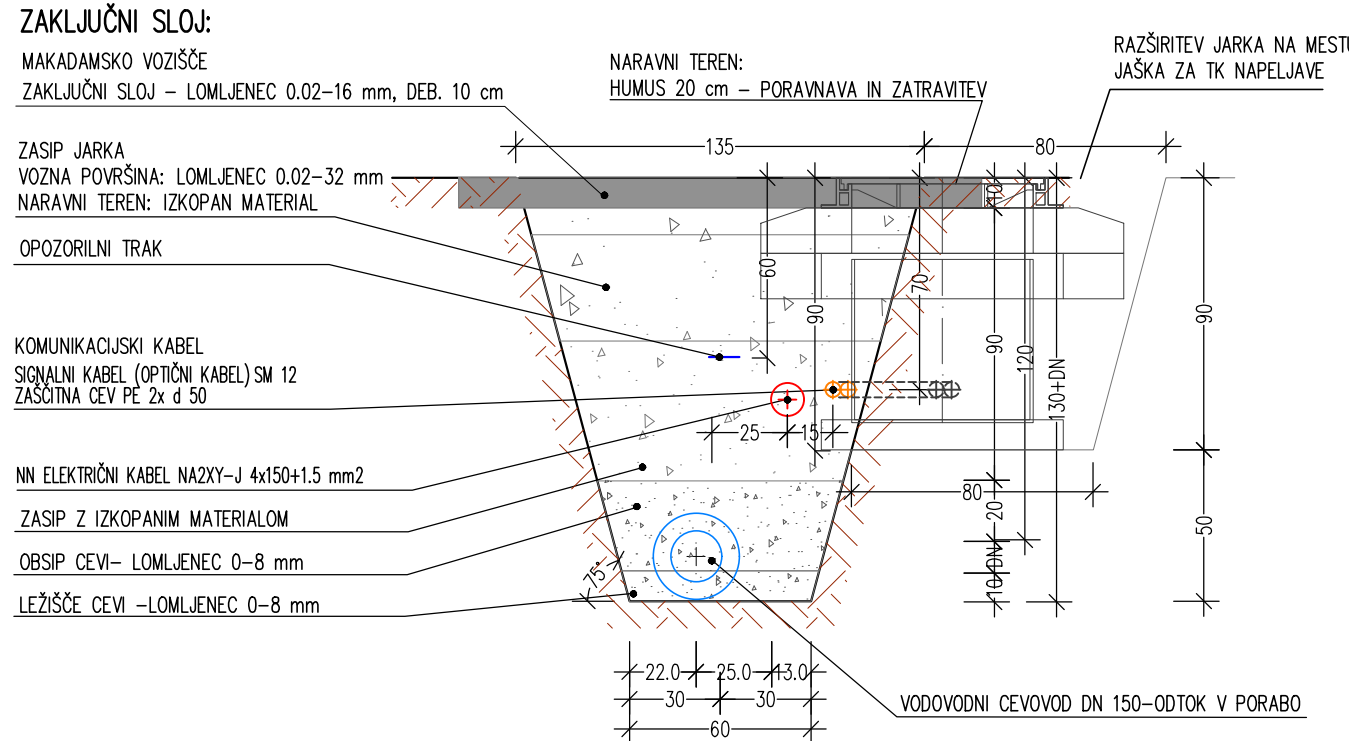 ZAKLJUČNI SLOJ:
MAKADAMSKO VOZIŠČE
ZAKLJUČNI SLOJ – LOMLJENEC 0.02–16 mm, DEB. 10 cm
NARAVNI TEREN:
HUMUS 20 cm – PORAVNAVA IN ZATRAVITEV
RAZŠIRITEV JARKA NA MESTU
JAŠKA ZA TK NAPELJAVE
ZASIP JARKA
VOZNA POVRŠINA: LOMLJENEC 0.02–32 mm
NARAVNI TEREN: IZKOPAN MATERIAL
OPOZORILNI TRAK
KOMUNIKACIJSKI KABEL
SIGNALNI KABEL (OPTIČNI KABEL) SM 12
ZAŠČITNA CEV PE 2x d 50
NN ELEKTRIČNI KABEL NA2XY–J 4x150+1.5 mm2
ZASIP Z IZKOPANIM MATERIALOM
OBSIP CEVI– LOMLJENEC 0–8 mm
LEŽIŠČE CEVI –LOMLJENEC 0–8 mm
135
80
10
60
70
90
90
120
130+DN
90
25
15
80
20
50
10
DN
75°
22.0
25.0
13.0
30
30
60
VODOVODNI CEVOVOD DN 150–ODTOK V PORABO